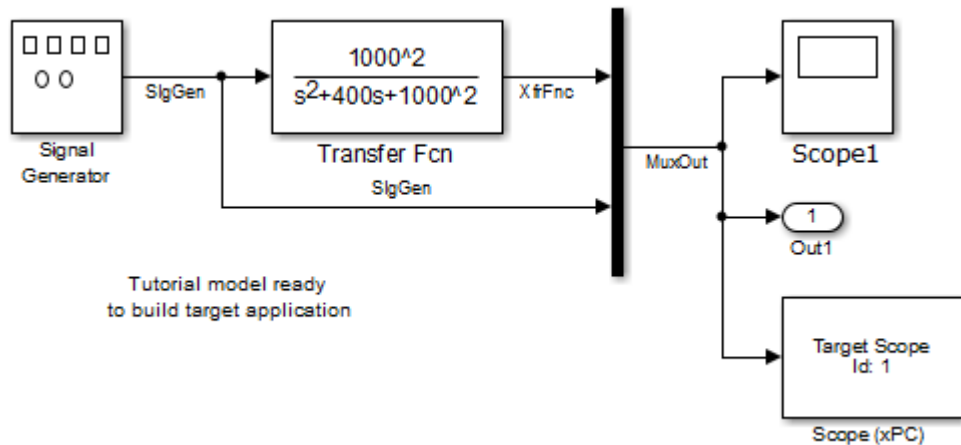 1000^2
s²+400s+1000^2
SigGen
XfrFnc
Signal
Generator
Transfer Fcn
SigGen
MuxOut
Scope1
1
Out1
Tutorial model ready
to build target application
Target Scope
Id: 1
Scope (xPC)